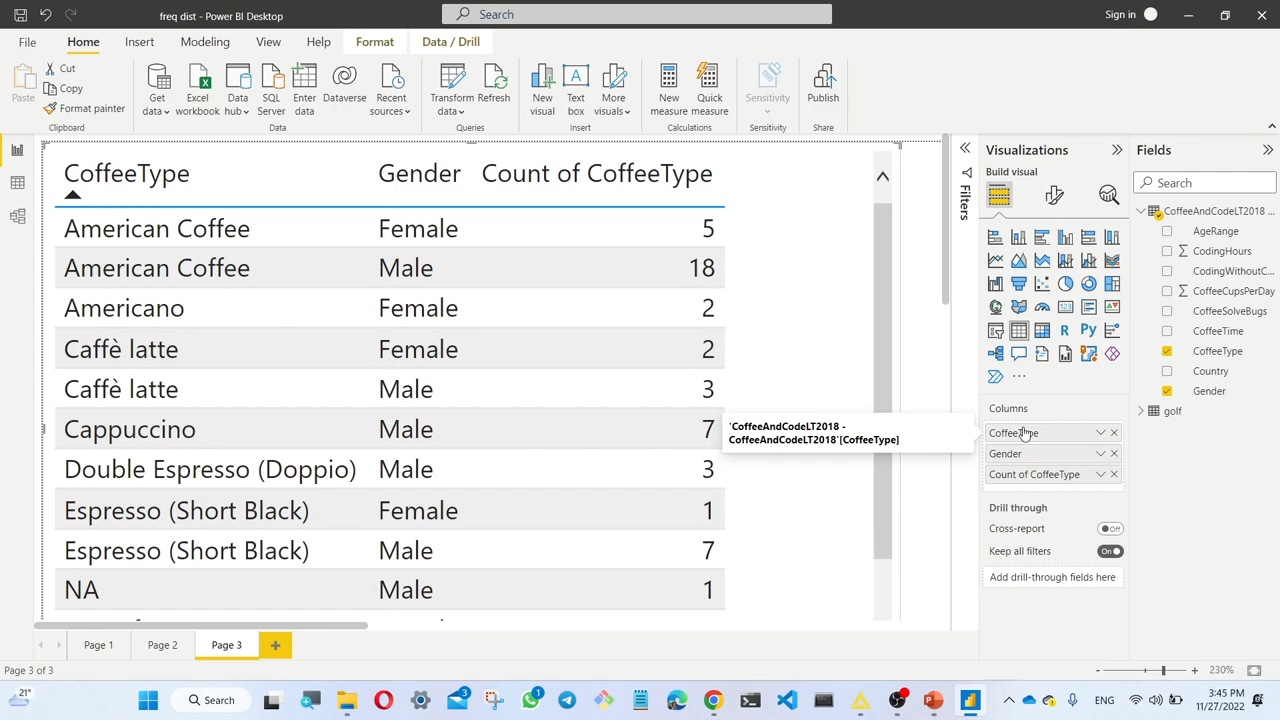 freq dist - Power BI Desktop
Search
Sign in
File
Home
Insert
Modeling
View
Help
Format
Data / Drill
Paste
Cut
Copy
Format painter
Clipboard
Get data
Excel workbook
Data hub
SQL Server
Enter data
Dataverse
Recent sources
Data
Transform data
Refresh
Queries
New visual
Text box
More visuals
Insert
New measure
Quick measure
Calculations
Sensitivity
Sensitivity
Publish
Share
CoffeeType Gender Count of CoffeeType
American Coffee Female 5
American Coffee Male 18
Americano Female 2
Caffè latte Female 2
Caffè latte Male 3
Cappuccino Male 7
Double Espresso (Doppio) Male 3
Espresso (Short Black) Female 1
Espresso (Short Black) Male 7
NA Male 1
'CoffeeAndCodeLT2018 -
CoffeeAndCodeLT2018'[CoffeeType]
Filters
Visualizations
Build visual
R
Py
123
Columns
CoffeeType
Gender
Count of CoffeeType
Drill through
Cross-report Off
Keep all filters On
Add drill-through fields here
Fields
Search
CoffeeAndCodeLT2018 ...
AgeRange
CodingHours
CodingWithoutC...
CoffeeCupsPerDay
CoffeeSolveBugs
CoffeeTime
CoffeeType
Country
Gender
golf
Page 1
Page 2
Page 3
Page 3 of 3
230%
21°
Search
3
1
ENG
3:45 PM
11/27/2022